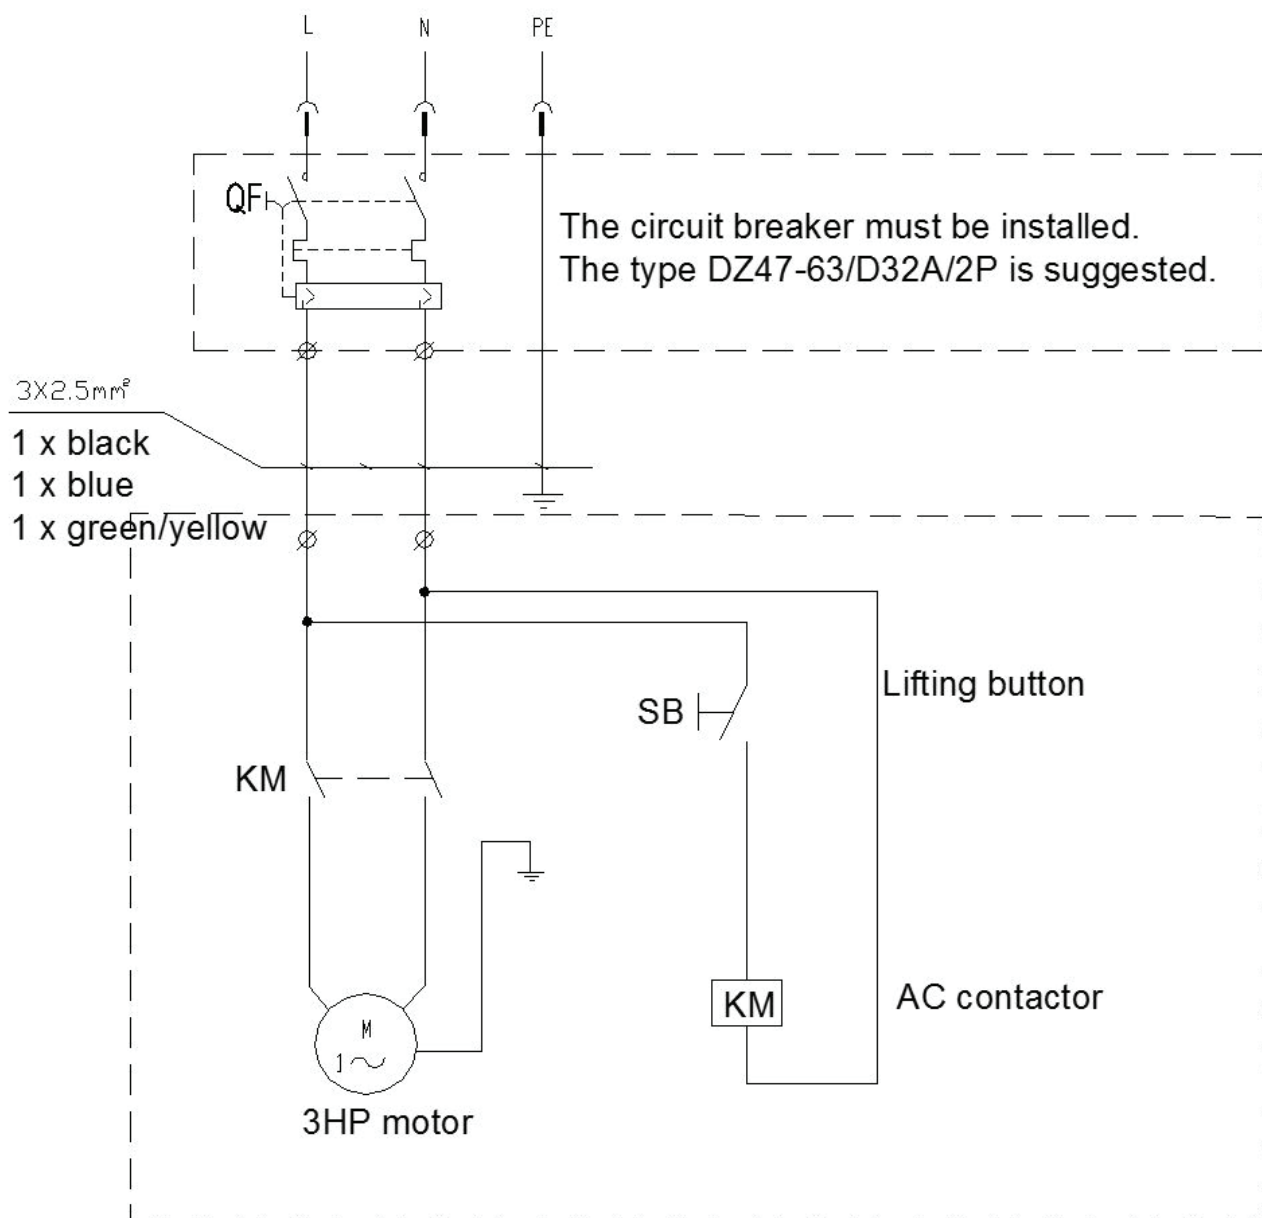 L N PE
QF
The circuit breaker must be installed.
The type DZ47-63/D32A/2P is suggested.
3X2.5mm²
1 x black
1 x blue
1 x green/yellow
Lifting button
SB
KM
KM
AC contactor
M
1~
3HP motor